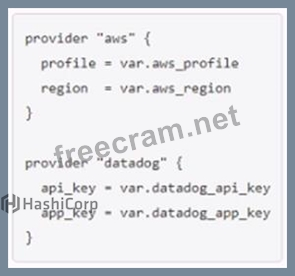 provider "aws" {
profile = var.aws_profile
region = var.aws_region
}
freecram.net
provider "datadog" {
api_key = var.datadog_api_key
HashiCorp
app_key = var.datadog_app_key
}